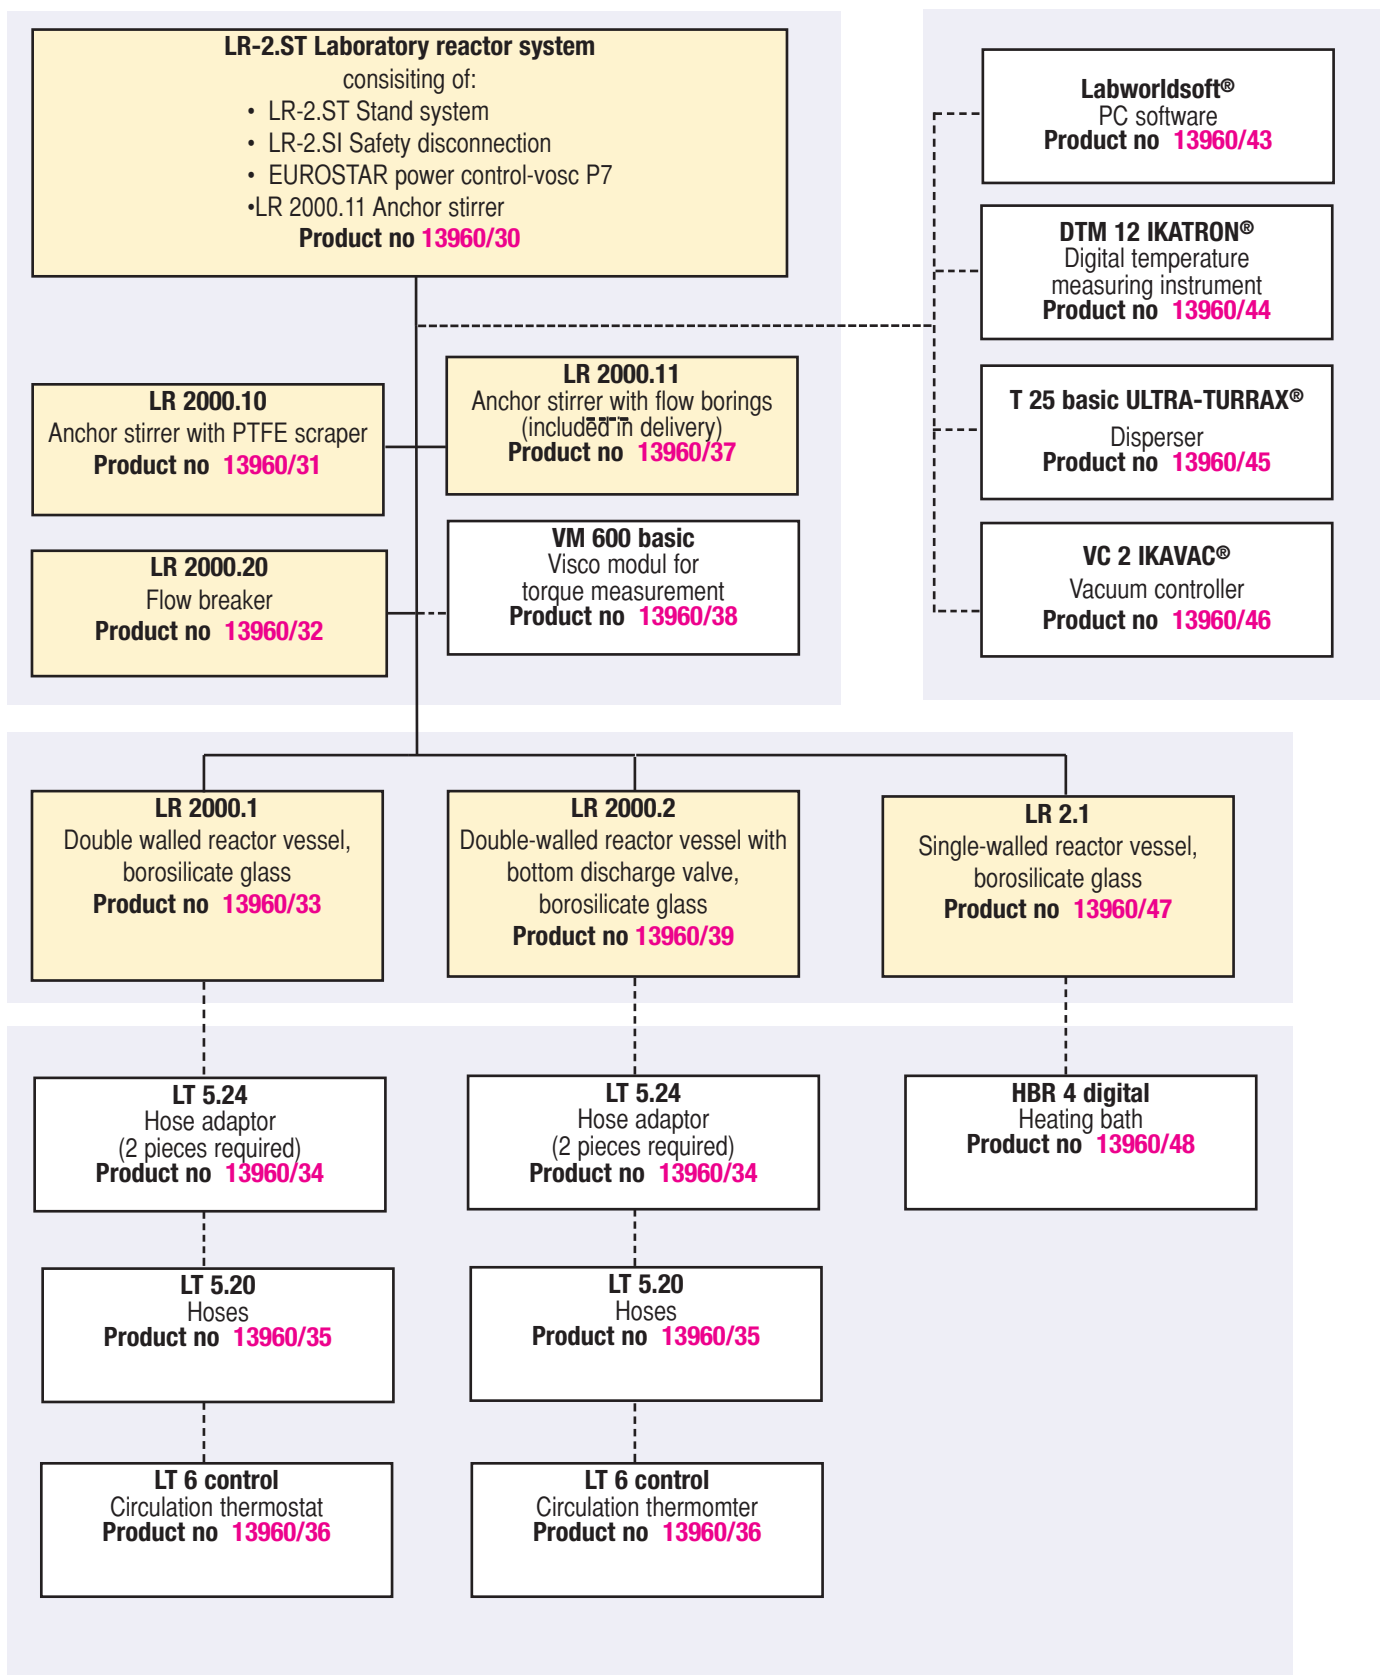 LR-2.ST Laboratory reactor system
consisiting of:
• LR-2.ST Stand system
• LR-2.SI Safety disconnection
• EUROSTAR power control-vosc P7
•LR 2000.11 Anchor stirrer
Product no 13960/30
Labworldsoft®
PC software
Product no 13960/43
DTM 12 IKATRON®
Digital temperature
measuring instrument
Product no 13960/44
T 25 basic ULTRA-TURRAX®
Disperser
Product no 13960/45
VC 2 IKAVAC®
Vacuum controller
Product no 13960/46
LR 2000.10
Anchor stirrer with PTFE scraper
Product no 13960/31
LR 2000.11
Anchor stirrer with flow borings
(included in delivery)
Product no 13960/37
LR 2000.20
Flow breaker
Product no 13960/32
VM 600 basic
Visco modul for
torque measurement
Product no 13960/38
LR 2000.1
Double walled reactor vessel,
borosilicate glass
Product no 13960/33
LR 2000.2
Double-walled reactor vessel with
bottom discharge valve,
borosilicate glass
Product no 13960/39
LR 2.1
Single-walled reactor vessel,
borosilicate glass
Product no 13960/47
LT 5.24
Hose adaptor
(2 pieces required)
Product no 13960/34
LT 5.24
Hose adaptor
(2 pieces required)
Product no 13960/34
HBR 4 digital
Heating bath
Product no 13960/48
LT 5.20
Hoses
Product no 13960/35
LT 5.20
Hoses
Product no 13960/35
LT 6 control
Circulation thermostat
Product no 13960/36
LT 6 control
Circulation thermomter
Product no 13960/36